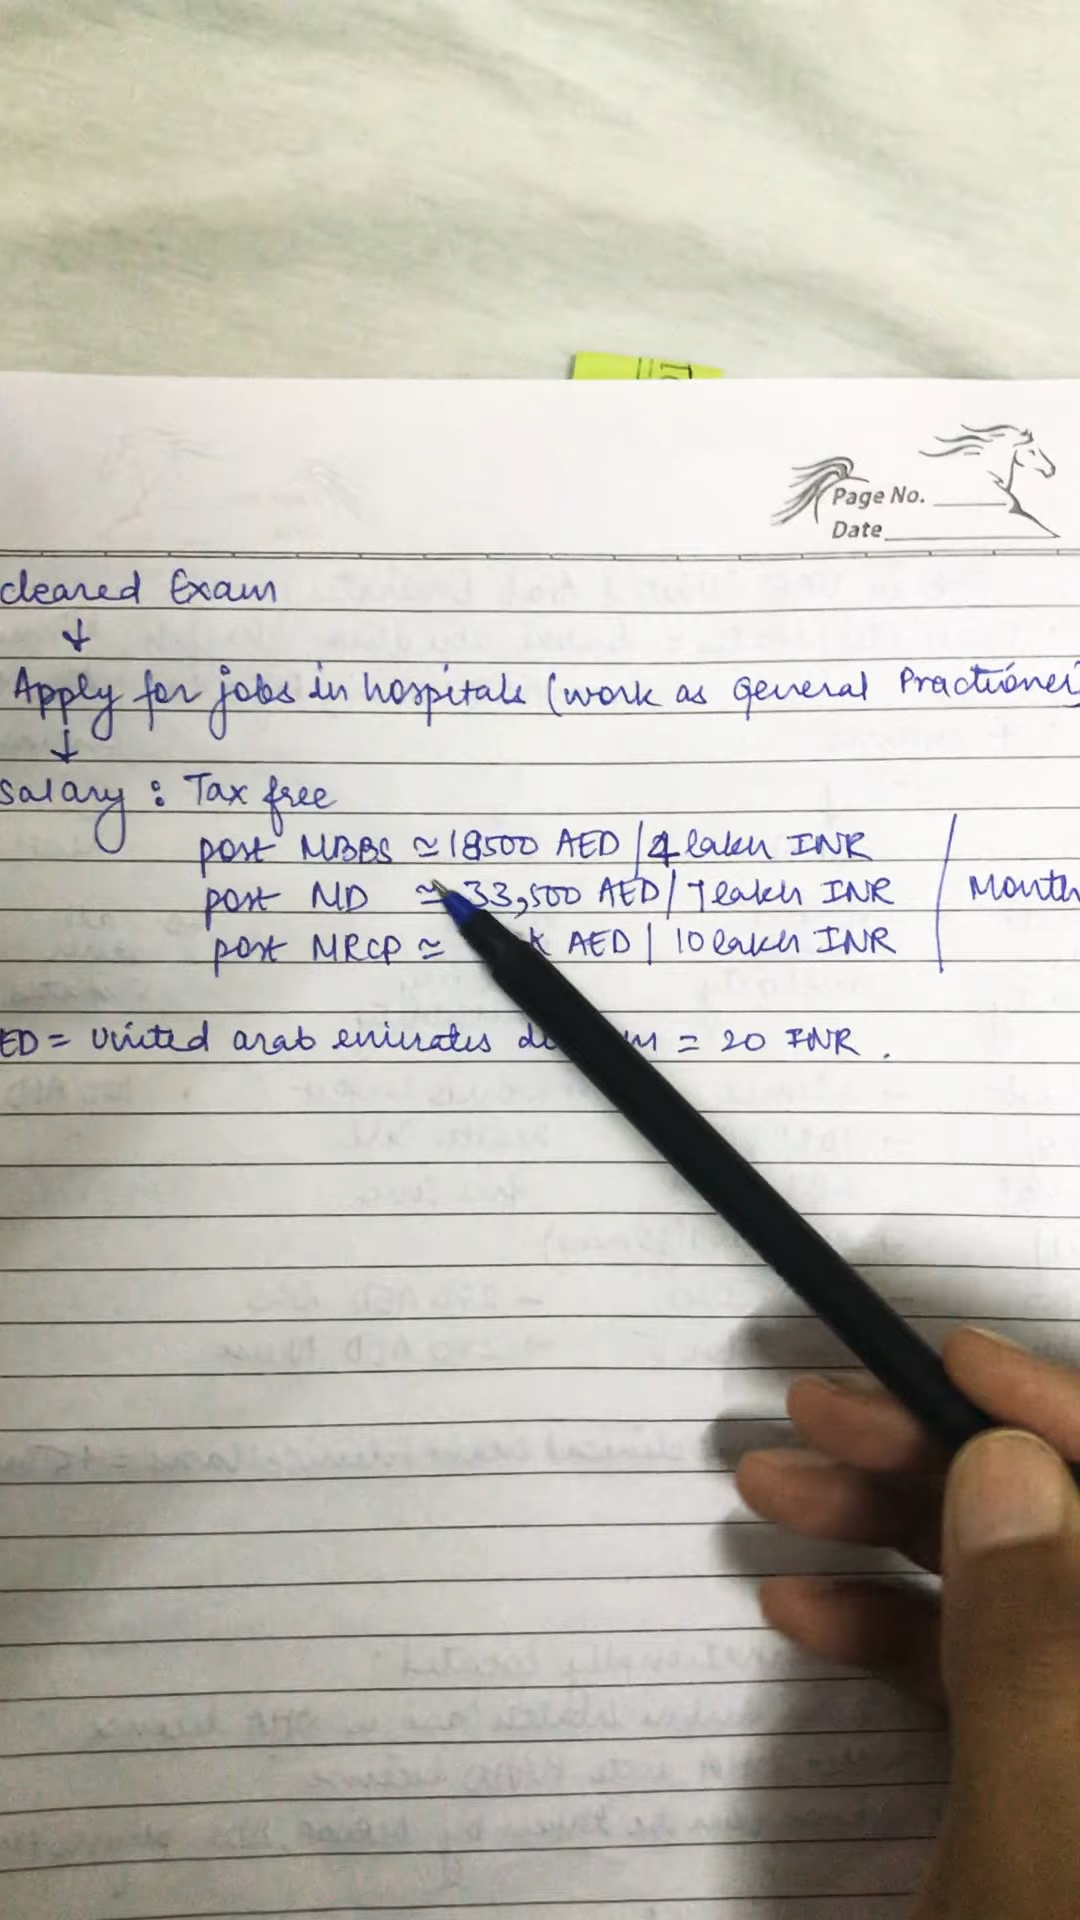 Page No.
Date
cleared Exam
↓
Apply for jobs in hospitals (work as General Practioner)
↓
salary : Tax free
post MBBS ≃ 18500 AED / 4 lakh INR
post MD ≃ 33,500 AED / 7 lakh INR / Month
post MRCP ≃ K AED | 10 lakh INR
ED = United arab emirates = 20 INR.